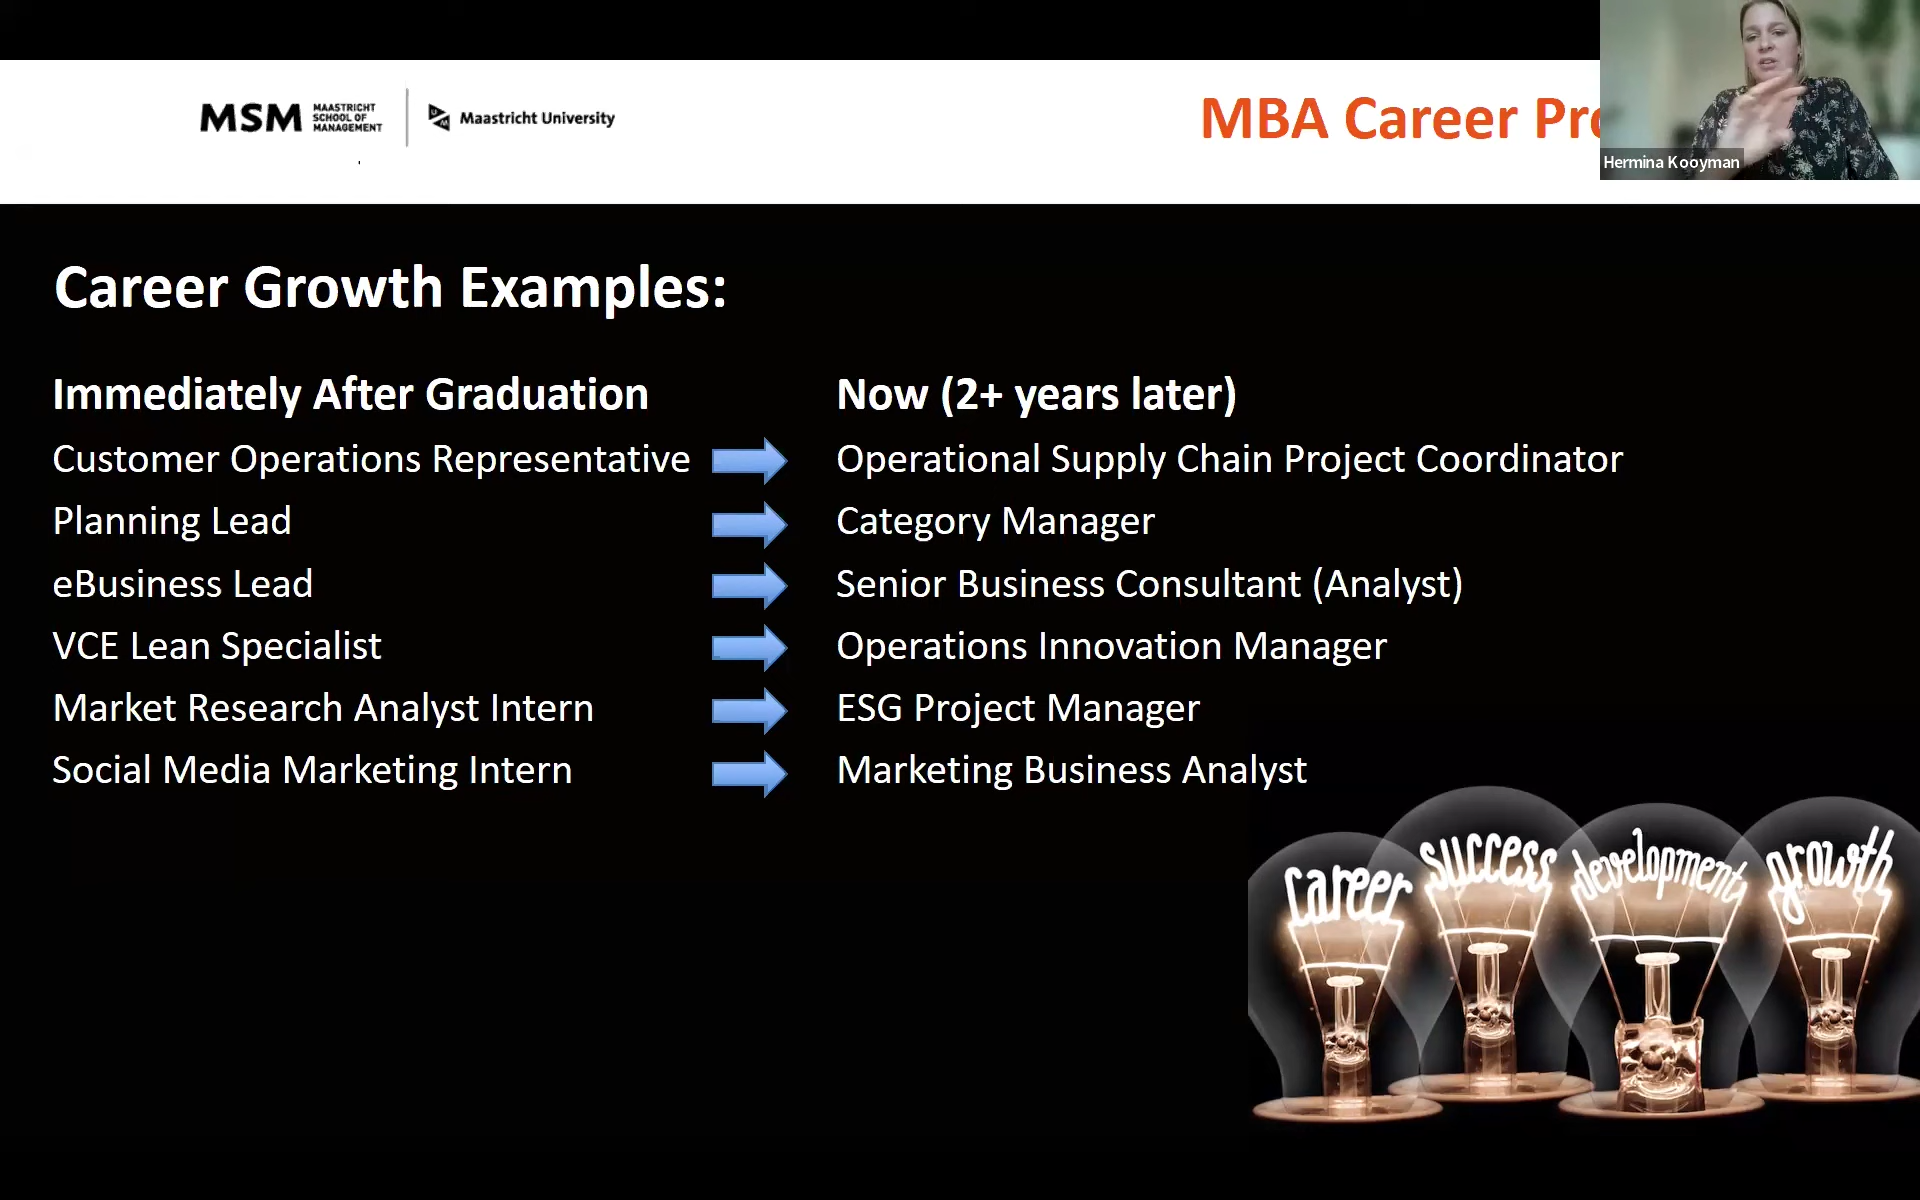 MSM MAASTRICHT
SCHOOL OF
MANAGEMENT
Maastricht University
MBA Career
Hermina Kooyman
Career Growth Examples:
Immediately After Graduation
Now (2+ years later)
Customer Operations Representative
Operational Supply Chain Project Coordinator
Planning Lead
Category Manager
eBusiness Lead
Senior Business Consultant (Analyst)
VCE Lean Specialist
Operations Innovation Manager
Market Research Analyst Intern
ESG Project Manager
Social Media Marketing Intern
Marketing Business Analyst
career
success
development
growth